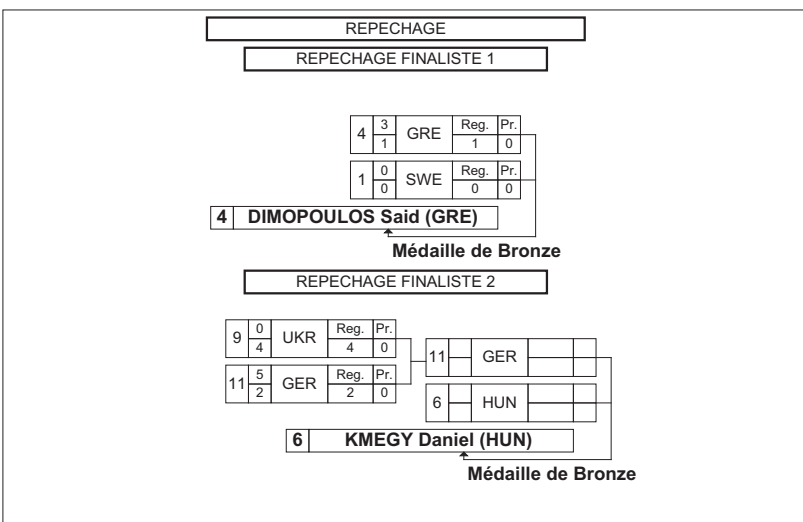 REPECHAGE
REPECHAGE FINALISTE 1
4 3 1 GRE Reg. 1 Pr. 0
1 0 0 SWE Reg. 0 Pr. 0
4 DIMOPOULOS Said (GRE)
Médaille de Bronze
REPECHAGE FINALISTE 2
9 0 4 UKR Reg. 4 Pr. 0
11 5 2 GER Reg. 2 Pr. 0
11 GER
6 HUN
6 KMEGY Daniel (HUN)
Médaille de Bronze